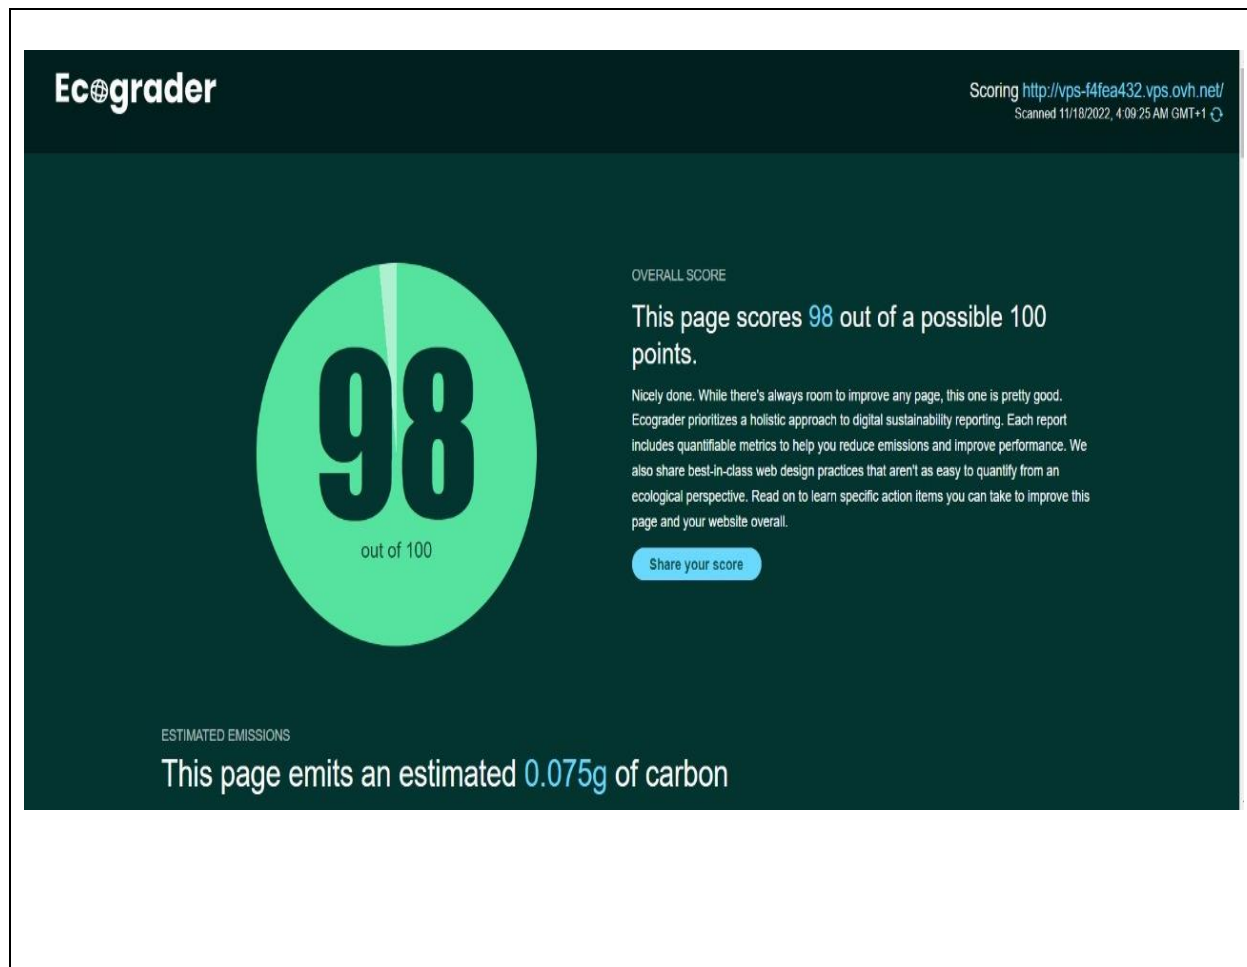 Ecograder
Scoring http://vps-f4fea432.vps.ovh.net/
Scanned 11/18/2022, 4:09:25 AM GMT+1
98
out of 100
OVERALL SCORE
This page scores 98 out of a possible 100
points.
Nicely done. While there's always room to improve any page, this one is pretty good.
Ecograder prioritizes a holistic approach to digital sustainability reporting. Each report
includes quantifiable metrics to help you reduce emissions and improve performance. We
also share best-in-class web design practices that aren't as easy to quantify from an
ecological perspective. Read on to learn specific action items you can take to improve this
page and your website overall.
Share your score
ESTIMATED EMISSIONS
This page emits an estimated 0.075g of carbon